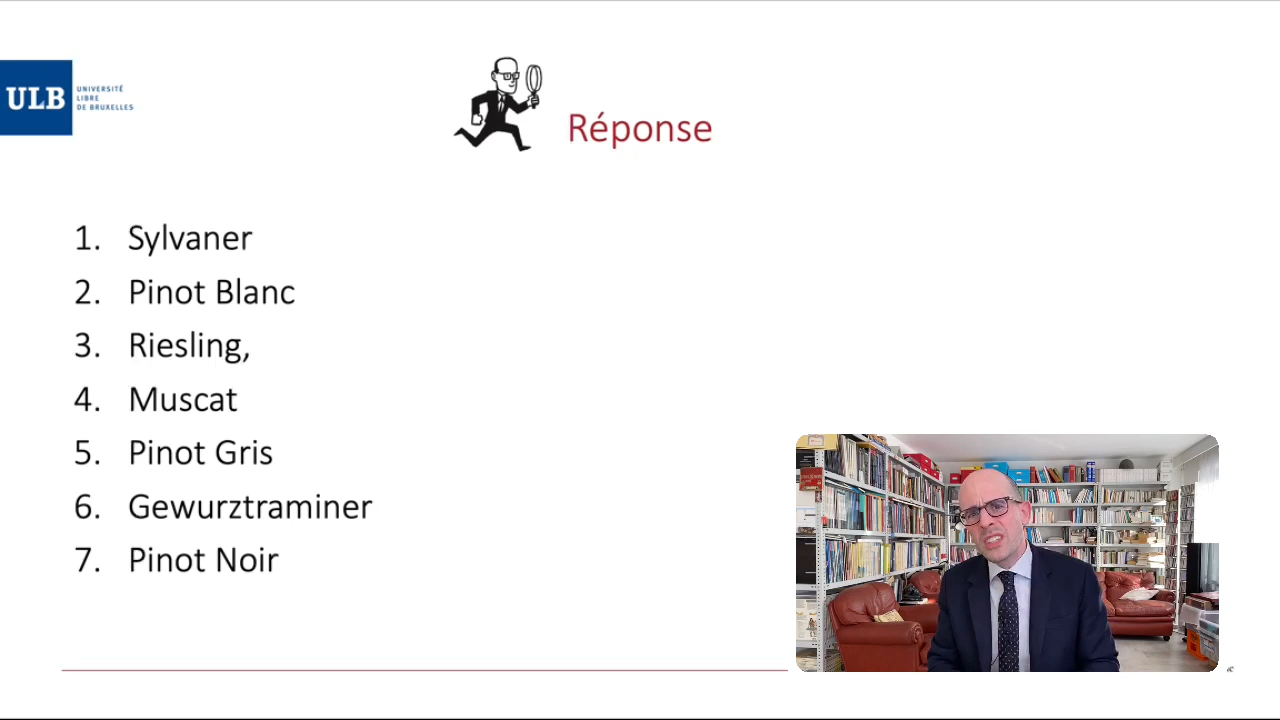 ULB
UNIVERSITÉ
LIBRE
DE BRUXELLES
Réponse
1. Sylvaner
2. Pinot Blanc
3. Riesling,
4. Muscat
5. Pinot Gris
6. Gewurztraminer
7. Pinot Noir